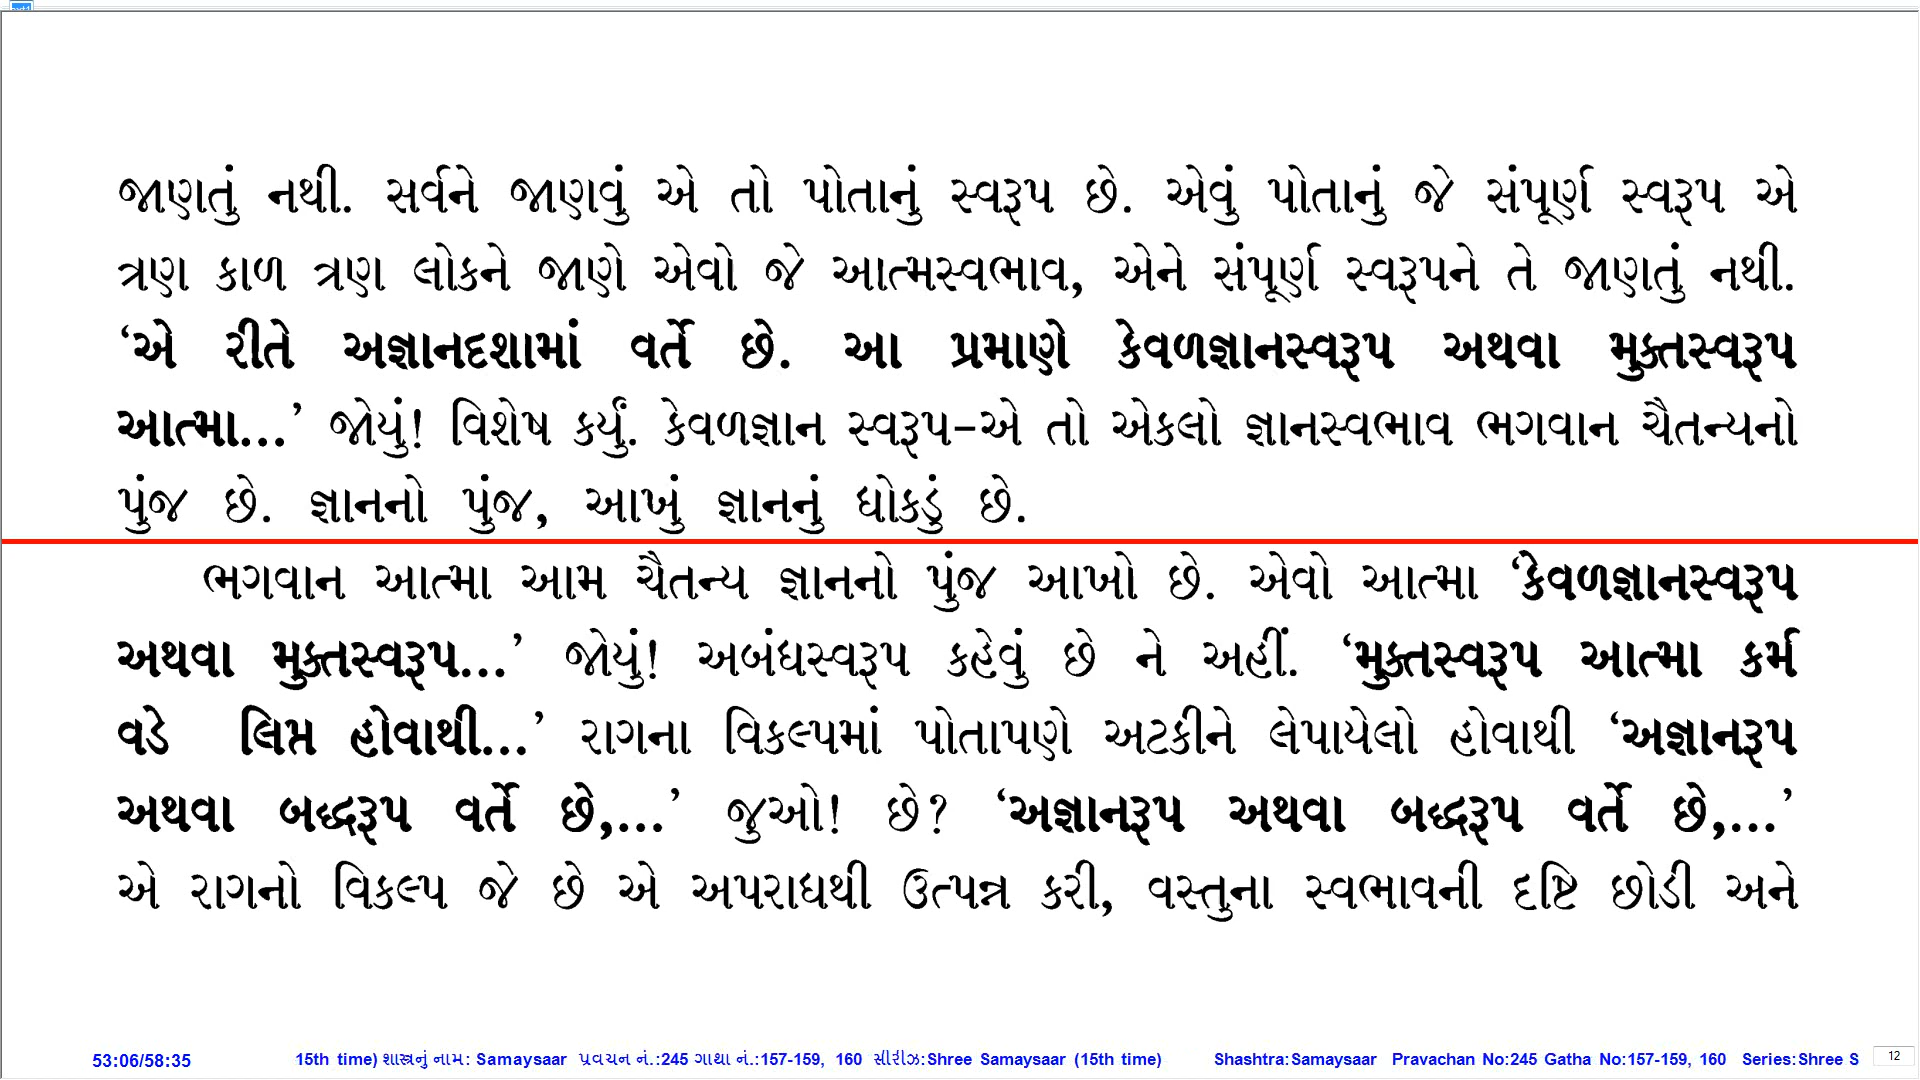 જાણતું નથી. સર્વને જાણવું એ તો પોતાનું સ્વરૂપ છે. એવું પોતાનું જે સંપૂર્ણ સ્વરૂપ એ
ત્રણ કાળ ત્રણ લોકને જાણે એવો જે આત્મસ્વભાવ, એને સંપૂર્ણ સ્વરૂપને તે જાણતું નથી.
‘એ રીતે અજ્ઞાનદશામાં વર્તે છે. આ પ્રમાણે કેવળજ્ઞાનસ્વરૂપ અથવા મુક્તસ્વરૂપ
આત્મા...’ જોયું! વિશેષ કર્યું. કેવળજ્ઞાન સ્વરૂપ-એ તો એકલો જ્ઞાનસ્વભાવ ભગવાન ચૈતન્યનો
પુંજ છે. જ્ઞાનનો પુંજ, આખું જ્ઞાનનું ધોકડું છે.
ભગવાન આત્મા આમ ચૈતન્ય જ્ઞાનનો પુંજ આખો છે. એવો આત્મા ‘કેવળજ્ઞાનસ્વરૂપ
અથવા મુક્તસ્વરૂપ...’ જોયું! અબંધસ્વરૂપ કહેવું છે ને અહીં. ‘મુક્તસ્વરૂપ આત્મા કર્મ
વડે લિપ્ત હોવાથી...’ રાગના વિકલ્પમાં પોતાપણે અટકીને લેપાયેલો હોવાથી ‘અજ્ઞાનરૂપ
અથવા બદ્ધરૂપ વર્તે છે,...’ જુઓ! છે? ‘અજ્ઞાનરૂપ અથવા બદ્ધરૂપ વર્તે છે,...’
એ રાગનો વિકલ્પ જે છે એ અપરાધથી ઉત્પન્ન કરી, વસ્તુના સ્વભાવની દૃષ્ટિ છોડી અને
53:06/58:35 15th time) શાસ્ત્રનું નામ: Samaysaar પ્રવચન નં.:245 ગાથા નં.:157-159, 160 સીરીઝ:Shree Samaysaar (15th time) Shashtra:Samaysaar Pravachan No:245 Gatha No:157-159, 160 Series:Shree S 12